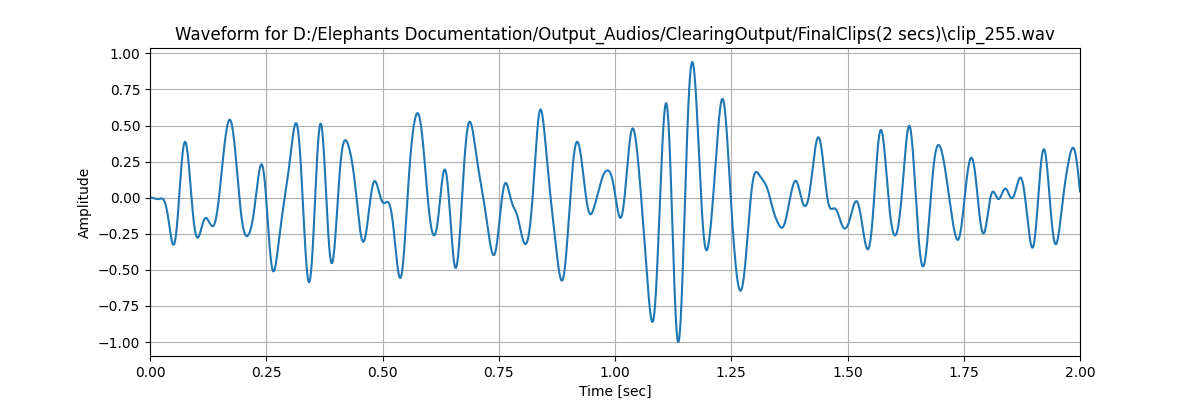 Waveform for D:/Elephants Documentation/Output_Audios/ClearingOutput/FinalClips(2 secs)\clip_255.wav
1.00
0.75
0.50
0.25
0.00
−0.25
−0.50
−0.75
−1.00
Amplitude
0.00 0.25 0.50 0.75 1.00 1.25 1.50 1.75 2.00
Time [sec]